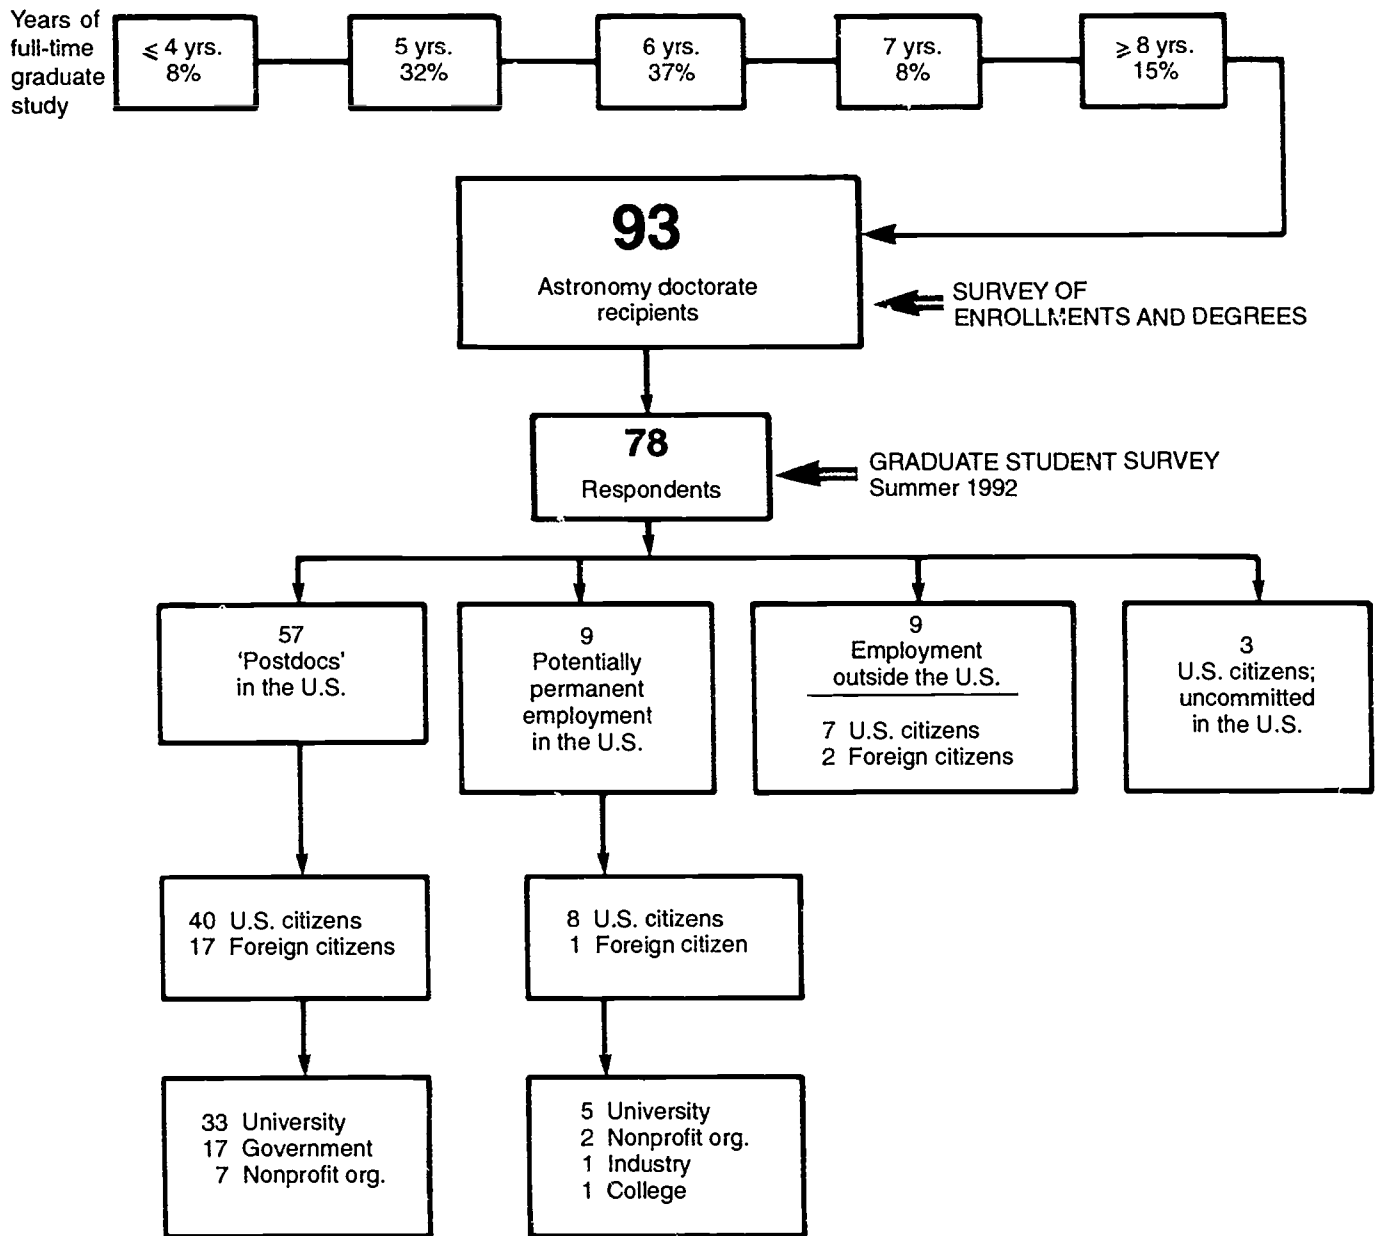 Years of
full-time
graduate
study
⩽ 4 yrs.
8%
5 yrs.
32%
6 yrs.
37%
7 yrs.
8%
⩾ 8 yrs.
15%
93
Astronomy doctorate
recipients
SURVEY OF
ENROLLMENTS AND DEGREES
78
Respondents
GRADUATE STUDENT SURVEY
Summer 1992
57
'Postdocs'
in the U.S.
9
Potentially
permanent
employment
in the U.S.
9
Employment
outside the U.S.
7 U.S. citizens
2 Foreign citizens
3
U.S. citizens;
uncommitted
in the U.S.
40 U.S. citizens
17 Foreign citizens
8 U.S. citizens
1 Foreign citizen
33 University
17 Government
7 Nonprofit org.
5 University
2 Nonprofit org.
1 Industry
1 College